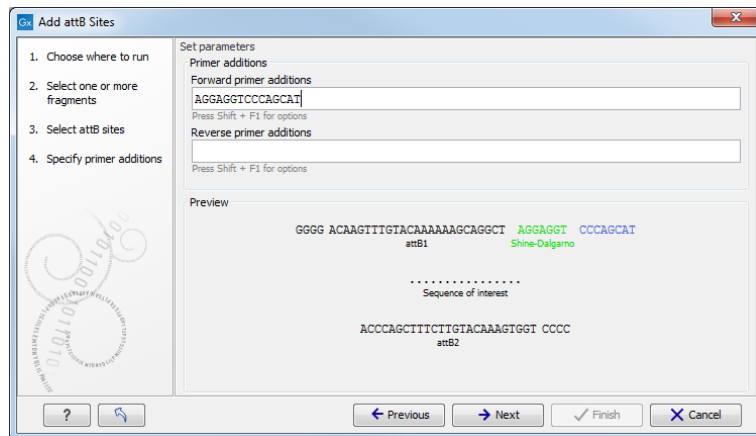 Gx Add attB Sites
1. Choose where to run
2. Select one or more
fragments
3. Select attB sites
4. Specify primer additions
Set parameters
Primer additions
Forward primer additions
AGGAGGTCCCAGCAT
Press Shift + F1 for options
Reverse primer additions
Press Shift + F1 for options
Preview
GGGG ACAAGTTTGTACAAAAAAGCAGGCT AGGAGGT CCCAGCAT
attB1 Shine-Dalgarno
................
Sequence of interest
ACCCAGCTTTCTTGTACAAAGTGGT CCCC
attB2
? Previous Next Finish Cancel